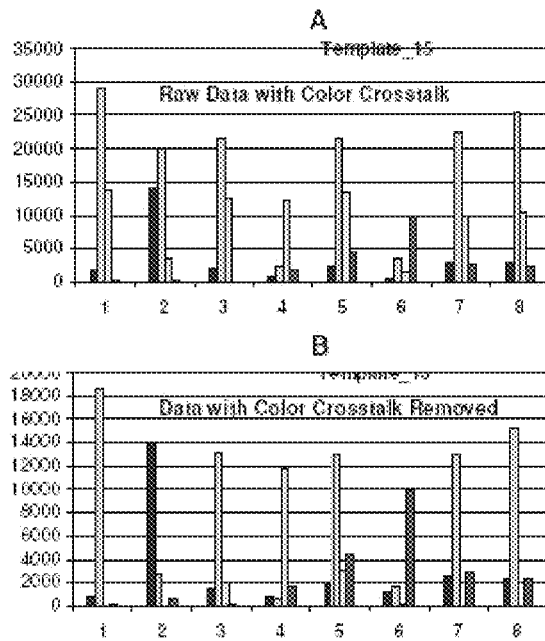 A
Template_15
35000
30000
Raw Data with Color Crosstalk
25000
20000
15000
10000
5000
0
1 2 3 4 5 6 7 8
B
20000
Template_15
18000
Data with Color Crosstalk Removed
16000
14000
12000
10000
8000
6000
4000
2000
0
1 2 3 4 5 6 7 8